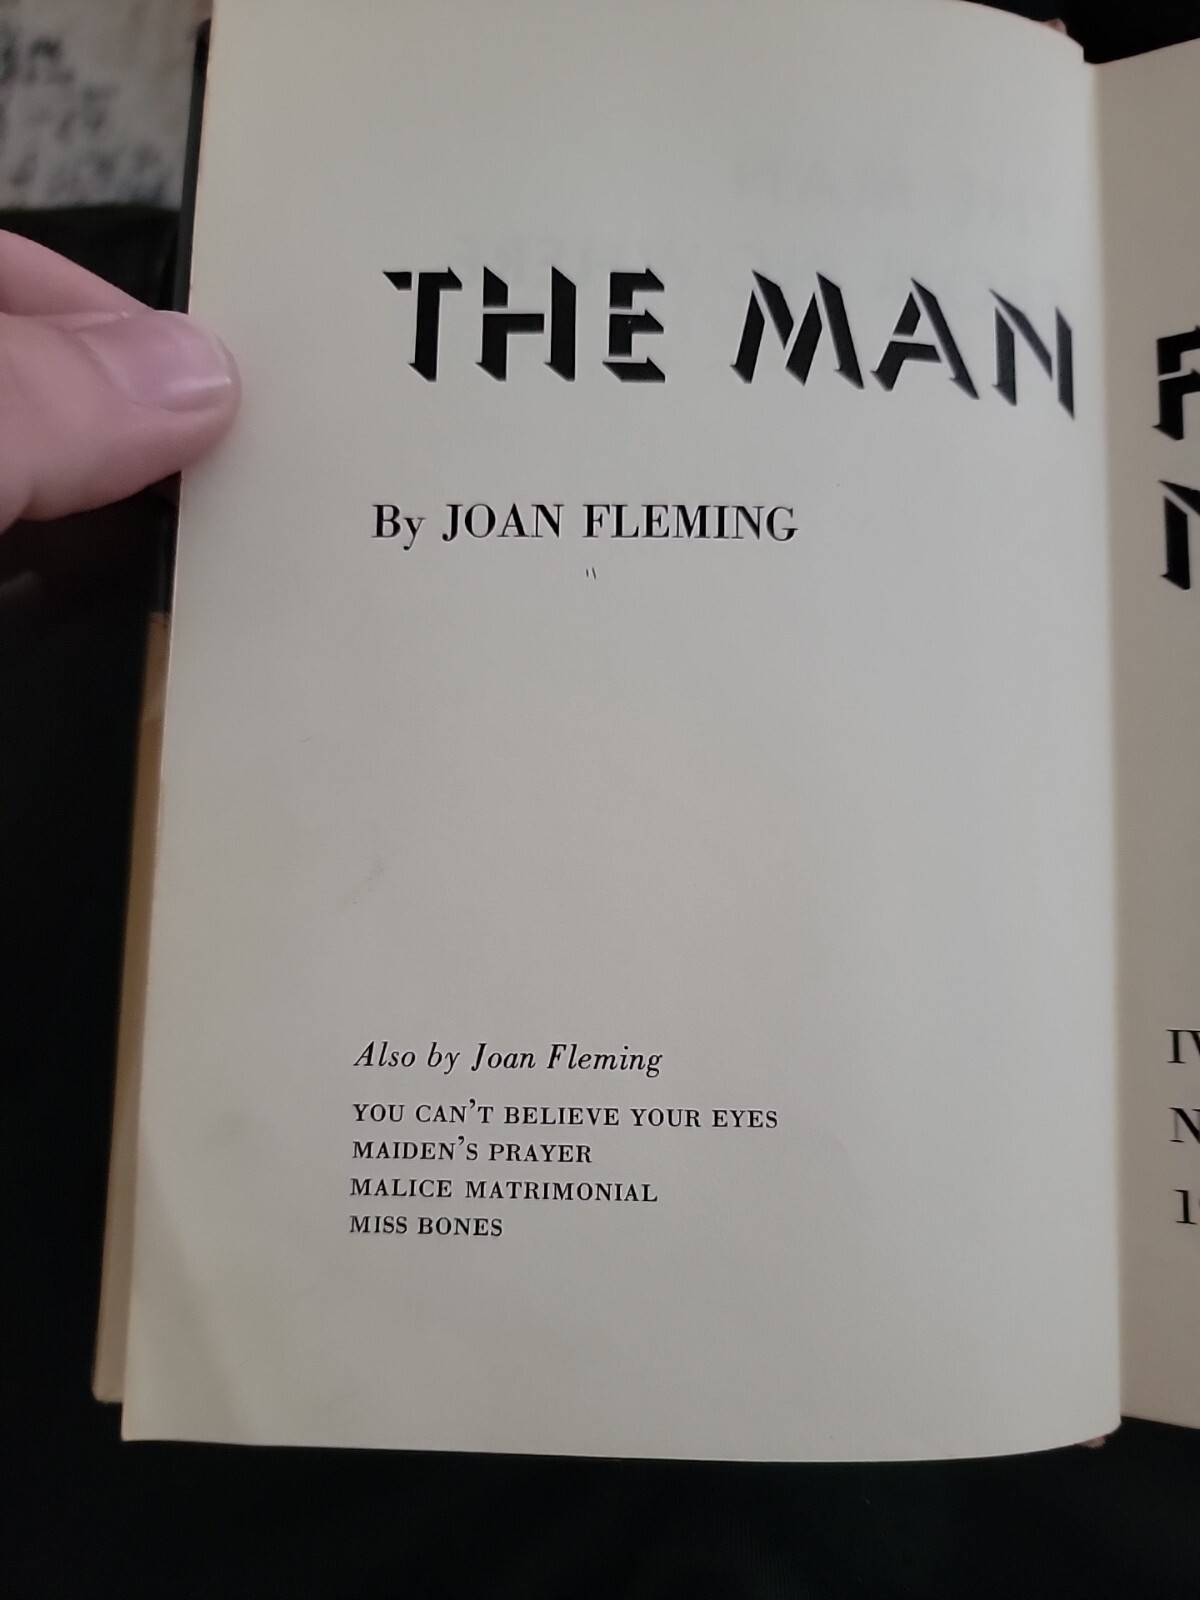 THE MAN
By JOAN FLEMING
Also by Joan Fleming
YOU CAN'T BELIEVE YOUR EYES
MAIDEN'S PRAYER
MALICE MATRIMONIAL
MISS BONES